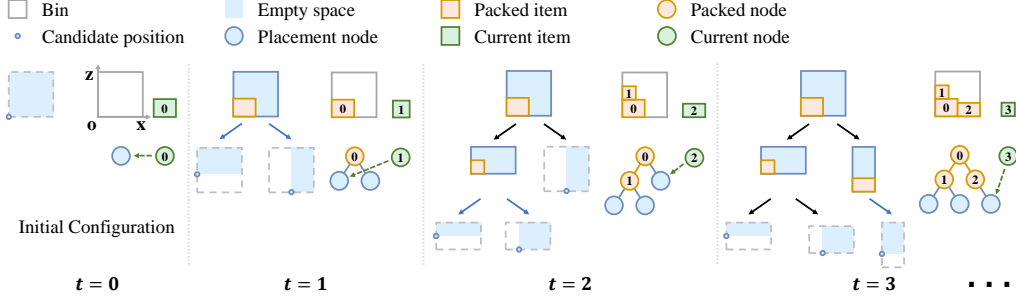 Bin
Empty space
Packed item
Packed node
Candidate position
Placement node
Current item
Current node
z
o
x
0
0
0
1
0
1
1
0
2
0
1
2
1
0
2
3
0
1
2
3
Initial Configuration
t = 0
t = 1
t = 2
t = 3
...